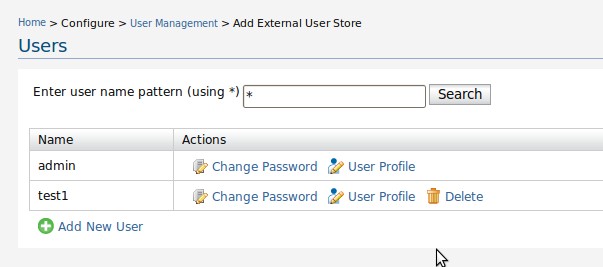 Home > Configure > User Management > Add External User Store
Users
Enter user name pattern (using *) * Search
Name Actions
admin Change Password User Profile
test1 Change Password User Profile Delete
Add New User